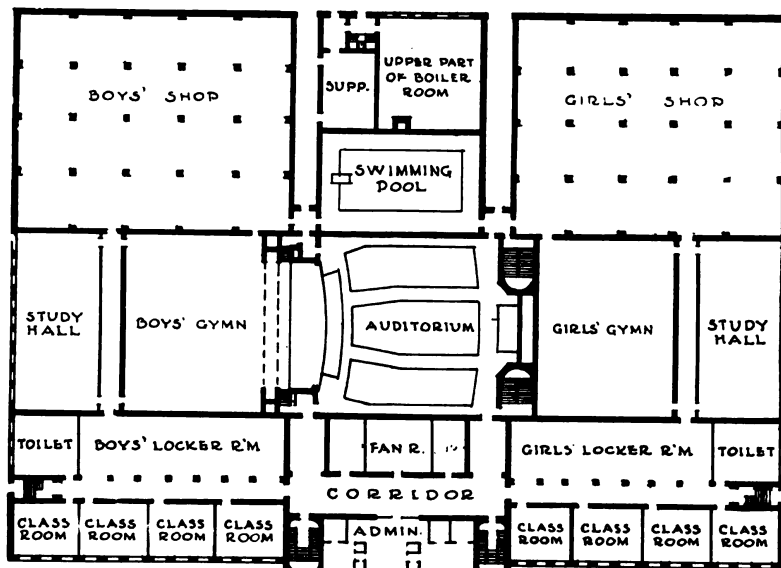 BOYS' SHOP
SUPP.
UPPER PART
OF BOILER
ROOM
GIRLS' SHOP
SWIMMING
POOL
STUDY
HALL
BOYS' GYMN
AUDITORIUM
GIRLS' GYMN
STUDY
HALL
TOILET
BOYS' LOCKER R'M
FAN R.
GIRLS' LOCKER R'M
TOILET
CORRIDOR
CLASS
ROOM
CLASS
ROOM
CLASS
ROOM
CLASS
ROOM
ADMIN.
CLASS
ROOM
CLASS
ROOM
CLASS
ROOM
CLASS
ROOM